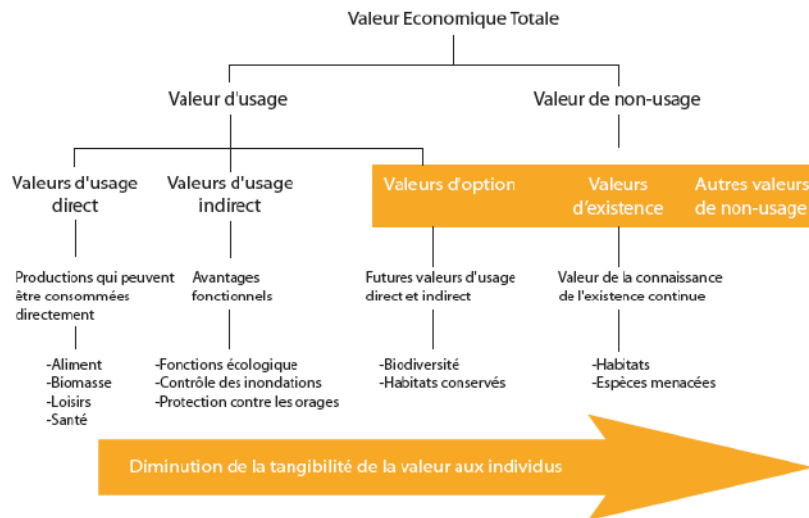 Valeur Economique Totale
Valeur d'usage
Valeur de non-usage
Valeurs d'usage
direct
Valeurs d'usage
indirect
Valeurs d'option
Valeurs
d'existence
Autres valeurs
de non-usage
Productions qui peuvent
être consommées
directement
Avantages
fonctionnels
Futures valeurs d'usage
direct et indirect
Valeur de la connaissance
de l'existence continue
-Aliment
-Biomasse
-Loisirs
-Santé
-Fonctions écologique
-Contrôle des inondations
-Protection contre les orages
-Biodiversité
-Habitats conservés
-Habitats
-Espèces menacées
Diminution de la tangibilité de la valeur aux individus